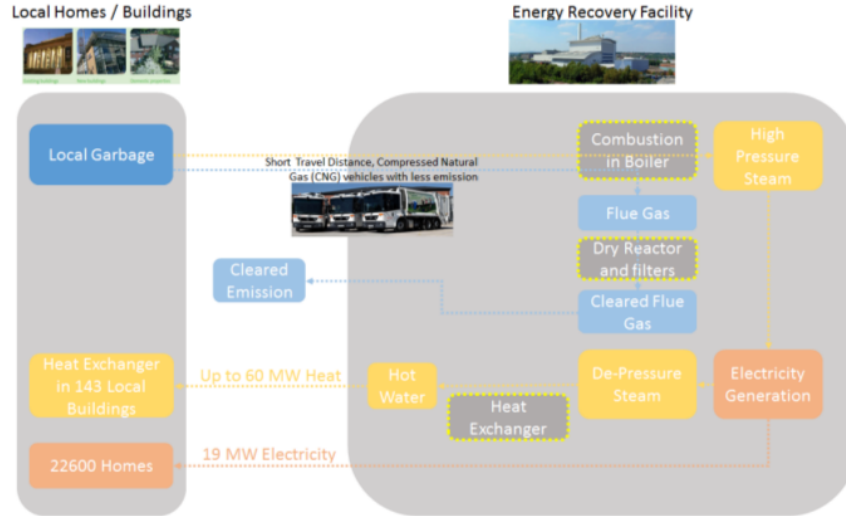 Local Homes / Buildings
Energy Recovery Facility
Local Garbage
Short Travel Distance, Compressed Natural
Gas (CNG) vehicles with less emission
Combustion
in Boiler
High
Pressure
Steam
Flue Gas
Dry Reactor
and filters
Cleared
Emission
Cleared Flue
Gas
Heat Exchanger
in 143 Local
Buildings
Up to 60 MW Heat
Hot
Water
Heat
Exchanger
De-Pressure
Steam
Electricity
Generation
22600 Homes
19 MW Electricity